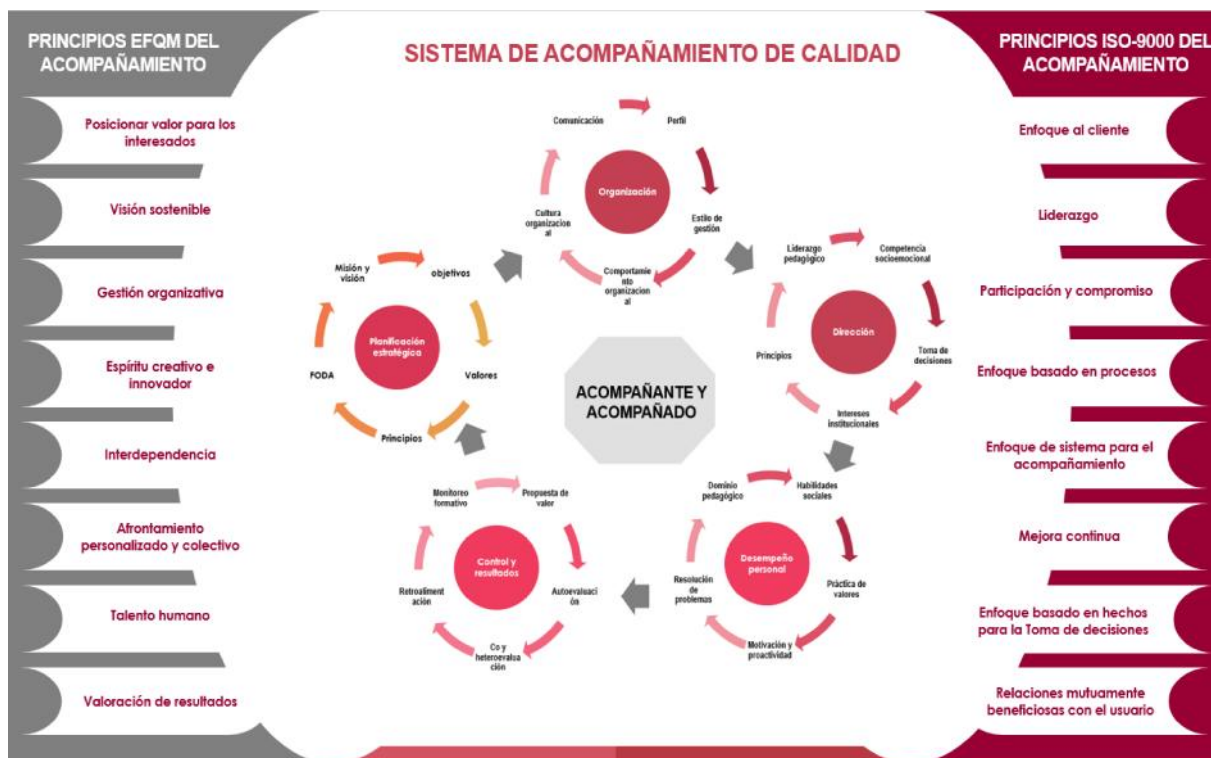 PRINCIPIOS EFQM DEL
ACOMPAÑAMIENTO
Posicionar valor para los
interesados
Visión sostenible
Gestión organizativa
Espíritu creativo e
innovador
Interdependencia
Afrontamiento
personalizado y colectivo
Talento humano
Valoración de resultados
SISTEMA DE ACOMPAÑAMIENTO DE CALIDAD
Organización
Comunicación
Perfil
Estilo de
gestión
Comportamie
nto
organizacion
al
Cultura
organizacion
al
Dirección
Liderazgo
pedagógico
Competencia
socioemocional
Toma de
decisiones
Intereses
institucionales
Principios
Desempeño
personal
Dominio
pedagógico
Habilidades
sociales
Práctica de
valores
Motivación y
proactividad
Resolución
de
problemas
Control y
resultados
Monitoreo
formativo
Propuesta de
valor
Autoevaluaci
ón
Co y
heteroevalua
ción
Retroaliment
ación
Planificación
estratégica
Misión y
visión
objetivos
Valores
Principios
FODA
ACOMPAÑANTE Y
ACOMPAÑADO
PRINCIPIOS ISO-9000 DEL
ACOMPAÑAMIENTO
Enfoque al cliente
Liderazgo
Participación y compromiso
Enfoque basado en procesos
Enfoque de sistema para el
acompañamiento
Mejora continua
Enfoque basado en hechos
para la Toma de decisiones
Relaciones mutuamente
beneficiosas con el usuario